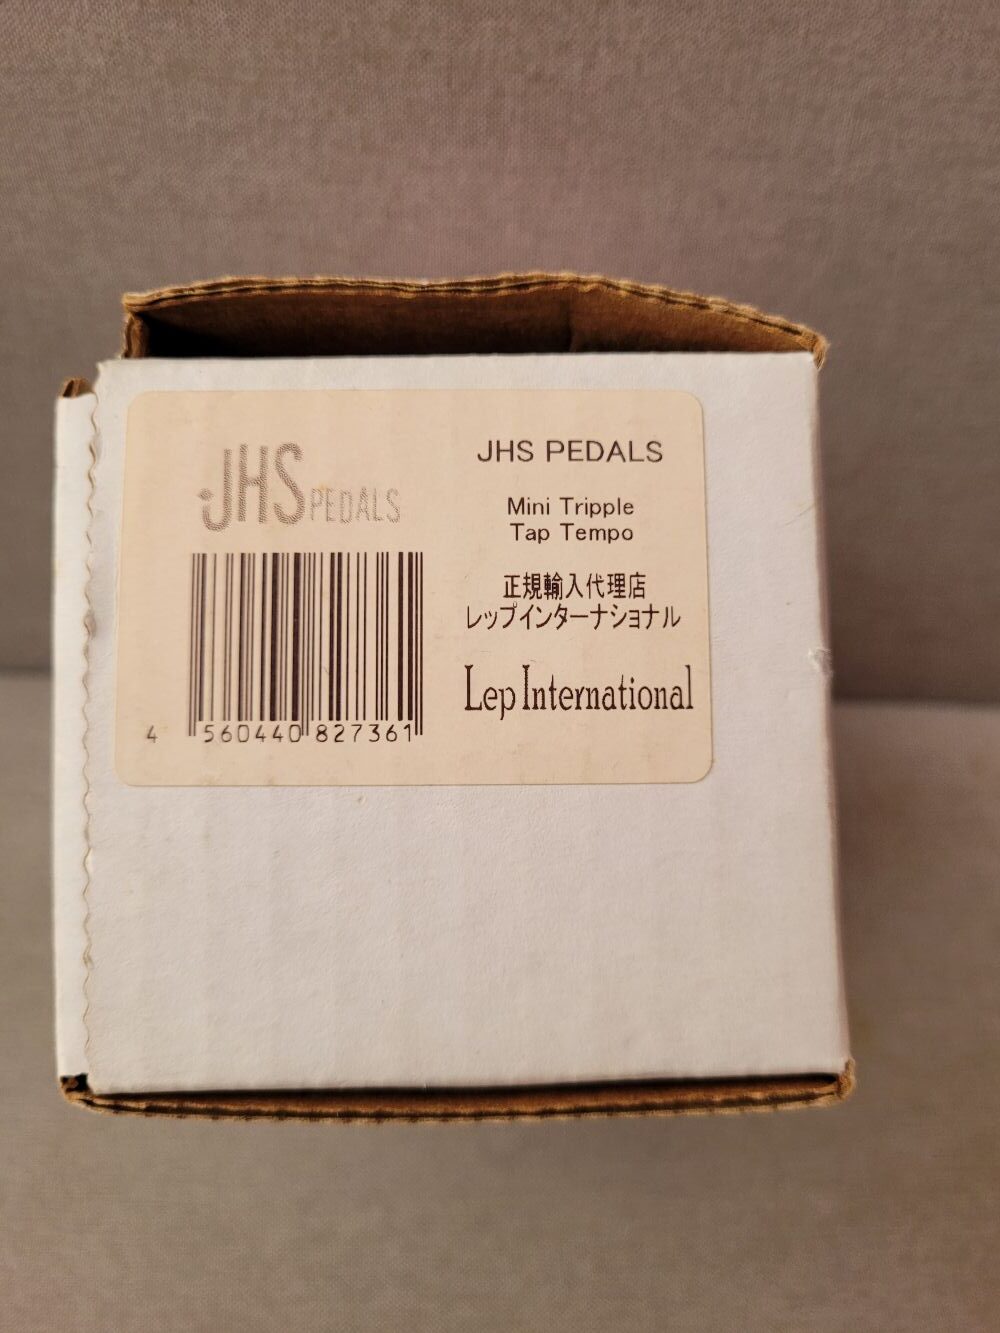 JHS PEDALS
4 560440 827361
JHS PEDALS
Mini Tripple
Tap Tempo
正規輸入代理店
レップインターナショナル
Lep International